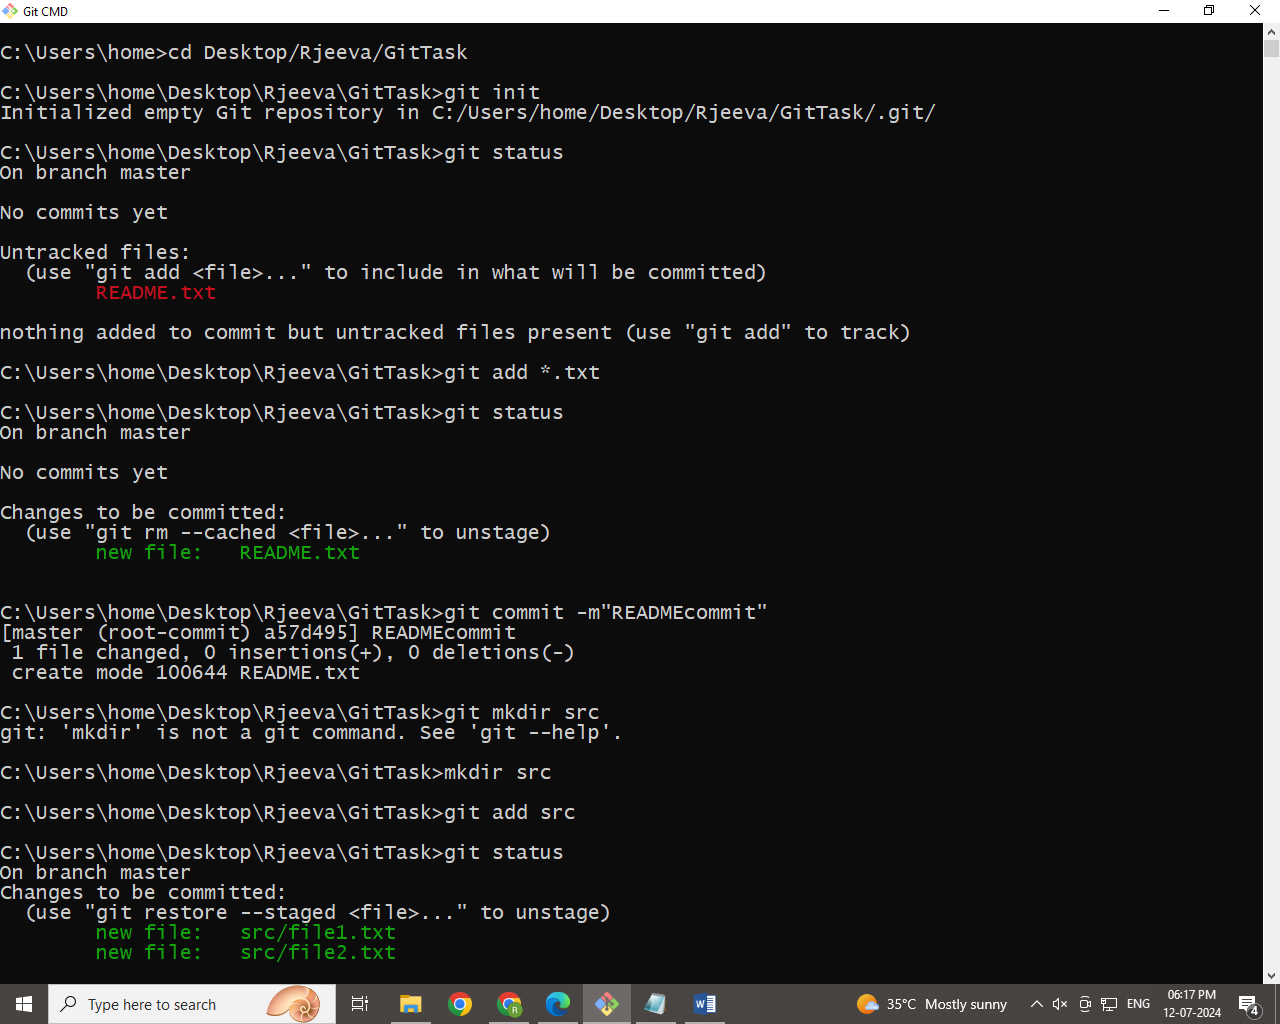 Git CMD
C:\Users\home>cd Desktop/Rjeeva/GitTask
C:\Users\home\Desktop\Rjeeva\GitTask>git init
Initialized empty Git repository in C:/Users/home/Desktop/Rjeeva/GitTask/.git/
C:\Users\home\Desktop\Rjeeva\GitTask>git status
On branch master
No commits yet
Untracked files:
  (use "git add <file>..." to include in what will be committed)
        README.txt
nothing added to commit but untracked files present (use "git add" to track)
C:\Users\home\Desktop\Rjeeva\GitTask>git add *.txt
C:\Users\home\Desktop\Rjeeva\GitTask>git status
On branch master
No commits yet
Changes to be committed:
  (use "git rm --cached <file>..." to unstage)
        new file:   README.txt
C:\Users\home\Desktop\Rjeeva\GitTask>git commit -m"READMEcommit"
[master (root-commit) a57d495] READMEcommit
 1 file changed, 0 insertions(+), 0 deletions(-)
 create mode 100644 README.txt
C:\Users\home\Desktop\Rjeeva\GitTask>git mkdir src
git: 'mkdir' is not a git command. See 'git --help'.
C:\Users\home\Desktop\Rjeeva\GitTask>mkdir src
C:\Users\home\Desktop\Rjeeva\GitTask>git add src
C:\Users\home\Desktop\Rjeeva\GitTask>git status
On branch master
Changes to be committed:
  (use "git restore --staged <file>..." to unstage)
        new file:   src/file1.txt
        new file:   src/file2.txt
Type here to search
R
W
35°C Mostly sunny
ENG
06:17 PM
12-07-2024
4